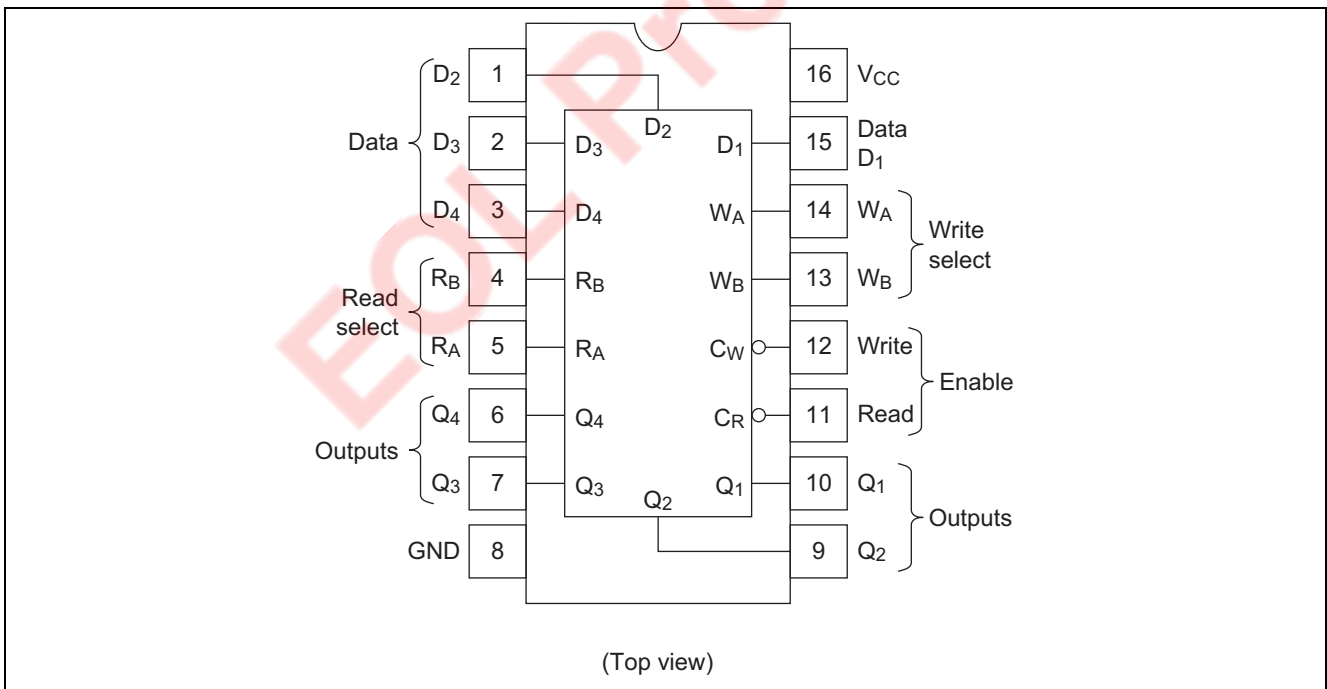 D2 1 16 VCC
Data D3 2 D3 D2 D1 15 Data D1
D4 3 D4 WA 14 WA
Write select
Read select RB 4 RB WB 13 WB
RA 5 RA CW 12 Write
Enable
Q4 6 Q4 CR 11 Read
Outputs
Q3 7 Q3 Q2 Q1 10 Q1
Outputs
GND 8 9 Q2
(Top view)
EOL Pro